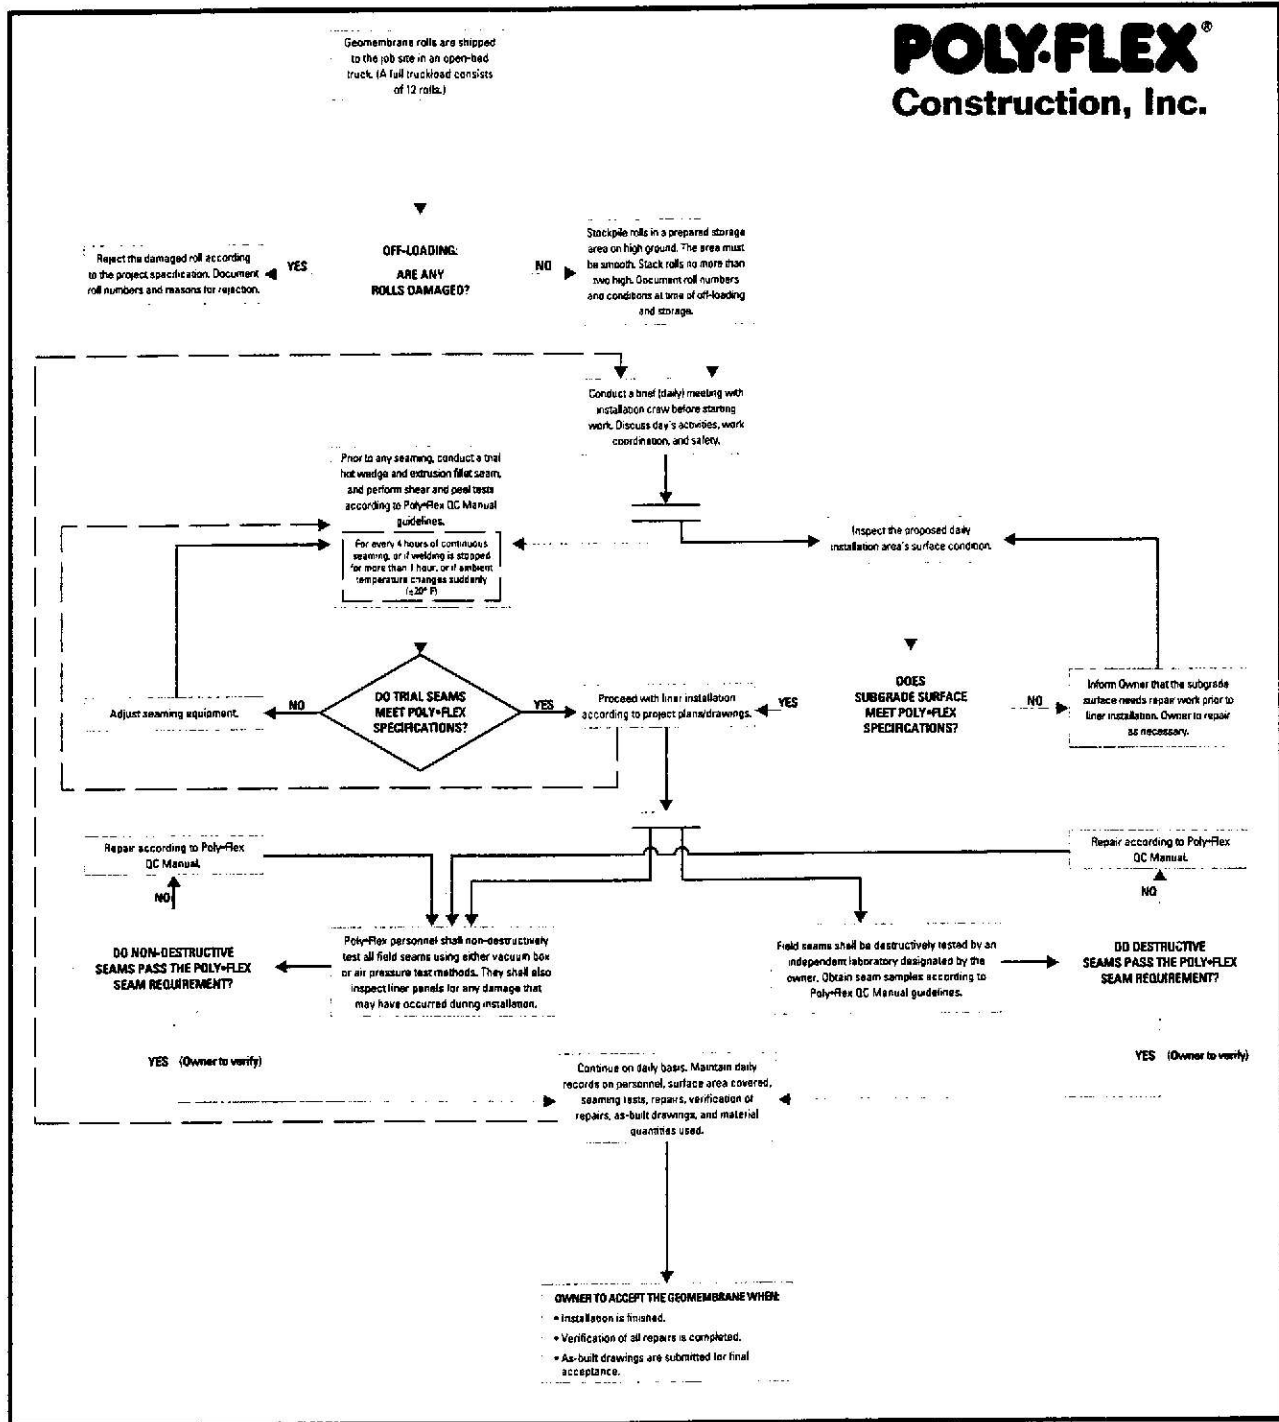 POLY•FLEX®
Construction, Inc.
Geomembrane rolls are shipped
to the job site in an open-bed
truck. (A full truckload consists
of 12 rolls.)
OFF-LOADING:
ARE ANY
ROLLS DAMAGED?
YES
Reject the damaged roll according
to the project specification. Document
roll numbers and reasons for rejection.
NO
Stockpile rolls in a prepared storage
area on high ground. The area must
be smooth. Stack rolls no more than
two high. Document roll numbers
and conditions at time of off-loading
and storage.
Conduct a brief (daily) meeting with
installation crew before starting
work. Discuss day's activities, work
coordination, and safety.
Prior to any seaming, conduct a trial
hot wedge and extrusion fillet seam,
and perform shear and peel tests
according to Poly•Flex QC Manual
guidelines.
For every 4 hours of continuous
seaming, or if welding is stopped
for more than 1 hour, or if ambient
temperature changes suddenly
(±20° F)
Inspect the proposed daily
installation area's surface condition.
DO TRIAL SEAMS
MEET POLY•FLEX
SPECIFICATIONS?
NO
Adjust seaming equipment.
YES
Proceed with liner installation
according to project plans/drawings.
YES
DOES
SUBGRADE SURFACE
MEET POLY•FLEX
SPECIFICATIONS?
NO
Inform Owner that the subgrade
surface needs repair work prior to
liner installation. Owner to repair
as necessary.
Repair according to Poly•Flex
QC Manual.
NO
DO NON-DESTRUCTIVE
SEAMS PASS THE POLY•FLEX
SEAM REQUIREMENT?
YES (Owner to verify)
Poly•Flex personnel shall non-destructively
test all field seams using either vacuum box
or air pressure test methods. They shall also
inspect liner panels for any damage that
may have occurred during installation.
Field seams shall be destructively tested by an
independent laboratory designated by the
owner. Obtain seam samples according to
Poly•Flex QC Manual guidelines.
Repair according to Poly•Flex
QC Manual.
NO
DO DESTRUCTIVE
SEAMS PASS THE POLY•FLEX
SEAM REQUIREMENT?
YES (Owner to verify)
Continue on daily basis. Maintain daily
records on personnel, surface area covered,
seaming tests, repairs, verification of
repairs, as-built drawings, and material
quantities used.
OWNER TO ACCEPT THE GEOMEMBRANE WHEN:
• Installation is finished.
• Verification of all repairs is completed.
• As-built drawings are submitted for final
acceptance.